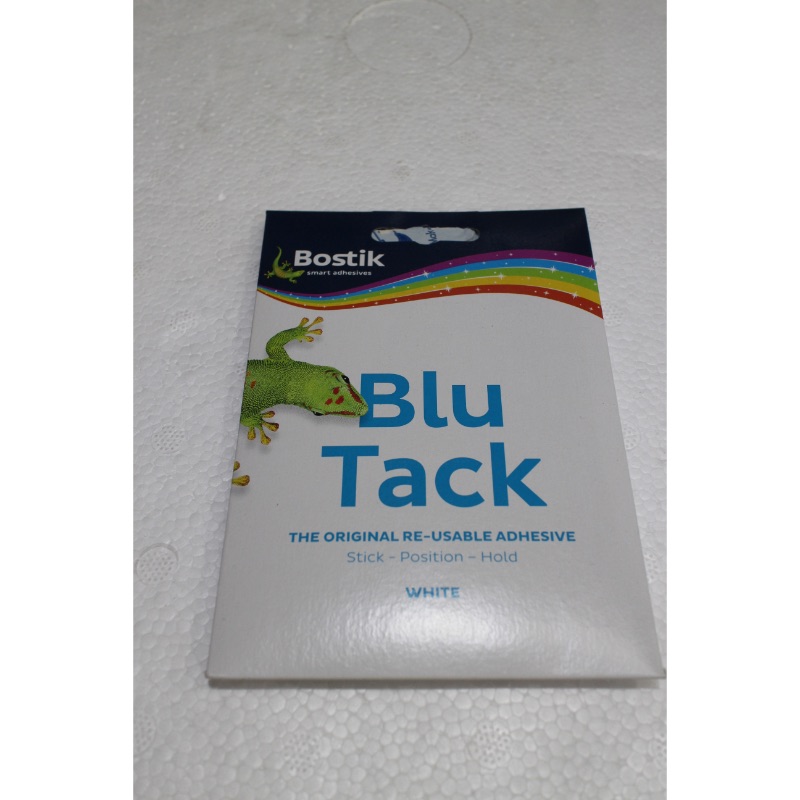 Bostik
smart adhesives
Blu
Tack
THE ORIGINAL RE-USABLE ADHESIVE
Stick - Position - Hold
WHITE